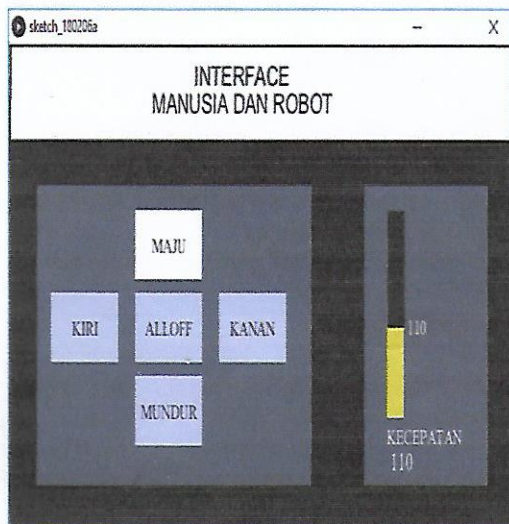 sketch_180206a
INTERFACE
MANUSIA DAN ROBOT
MAJU
KIRI ALLOFF KANAN
MUNDUR
110
KECEPATAN
110